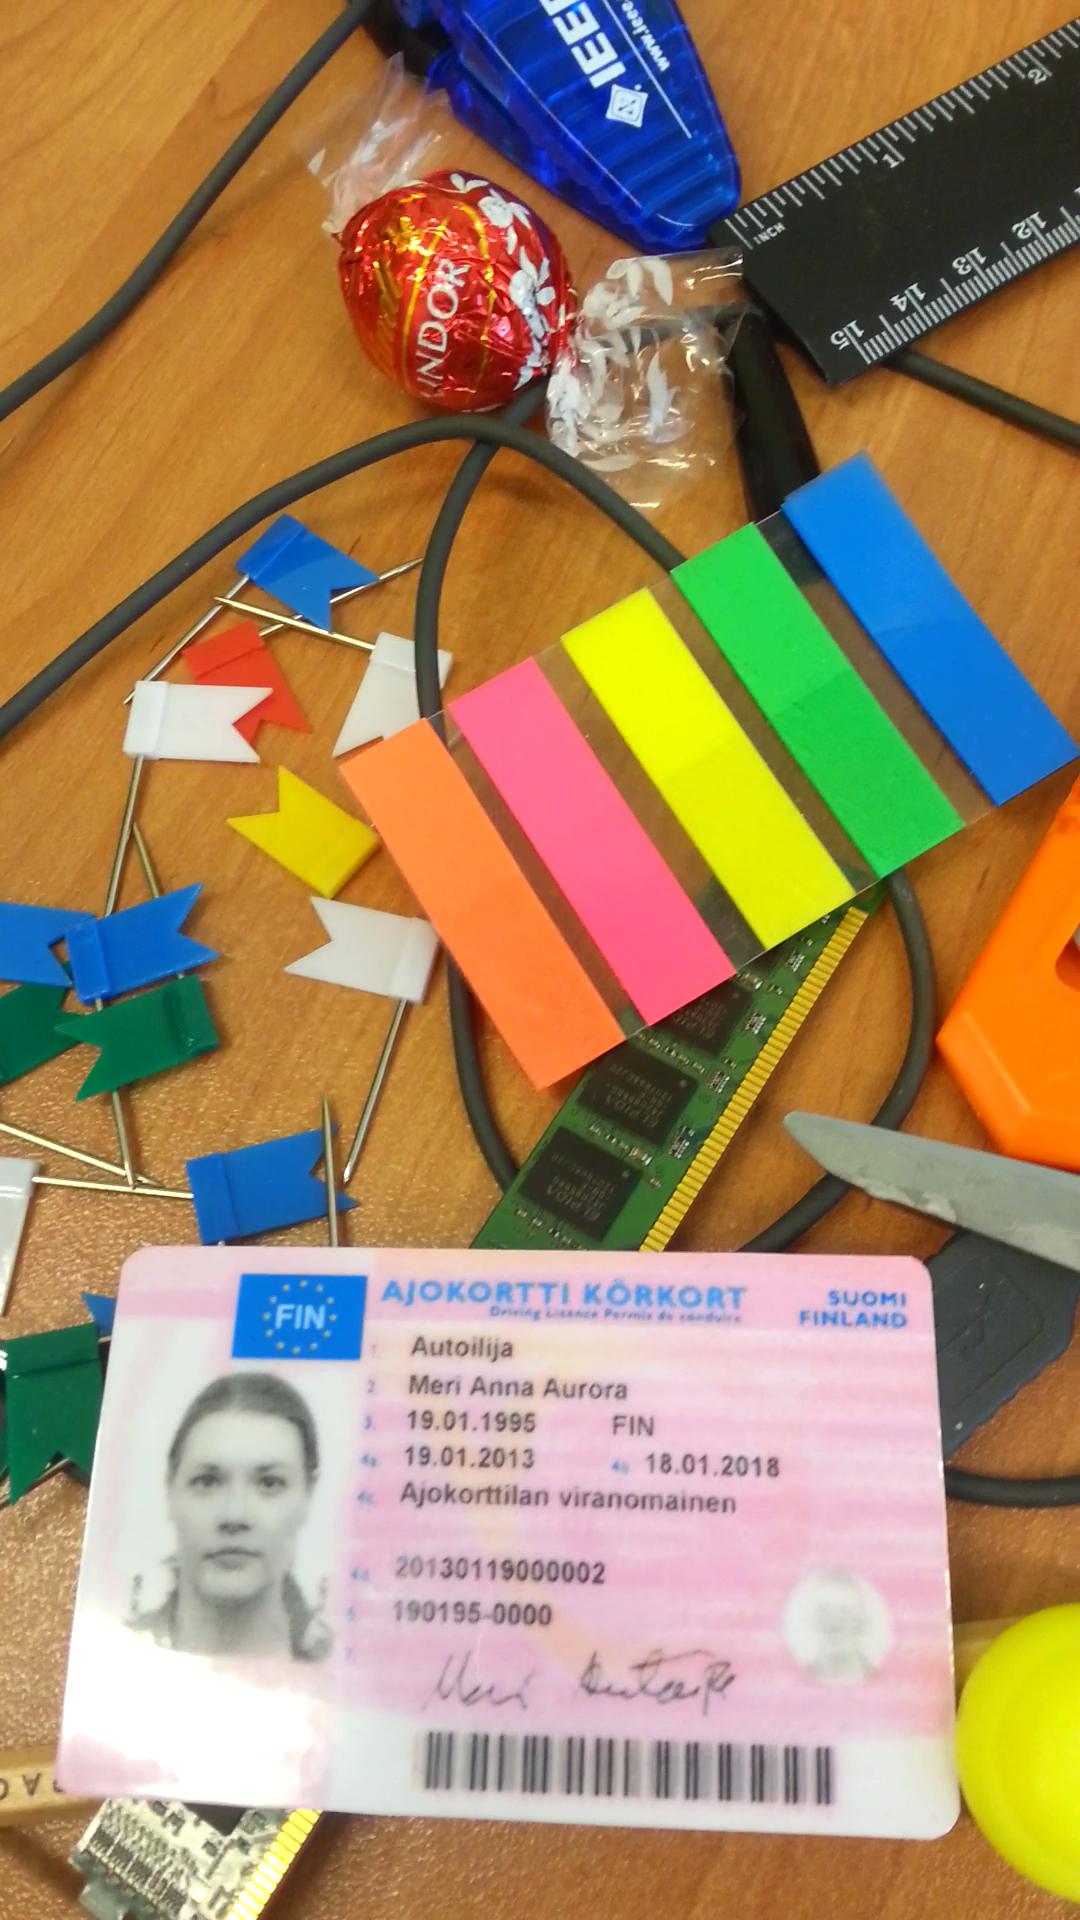 IEEE
www.ieee
INCH
1
2
12
13
14
15
LINDOR
ELPIDA
ELPIDA
FIN
AJOKORTTI KÖRKORT
Driving Licence Permis de conduire
SUOMI
FINLAND
1. Autoilija
2. Meri Anna Aurora
3. 19.01.1995 FIN
4a. 19.01.2013 4b. 18.01.2018
4c. Ajokorttilan viranomainen
4d. 20130119000002
5. 190195-0000
7. Meri Autoilija